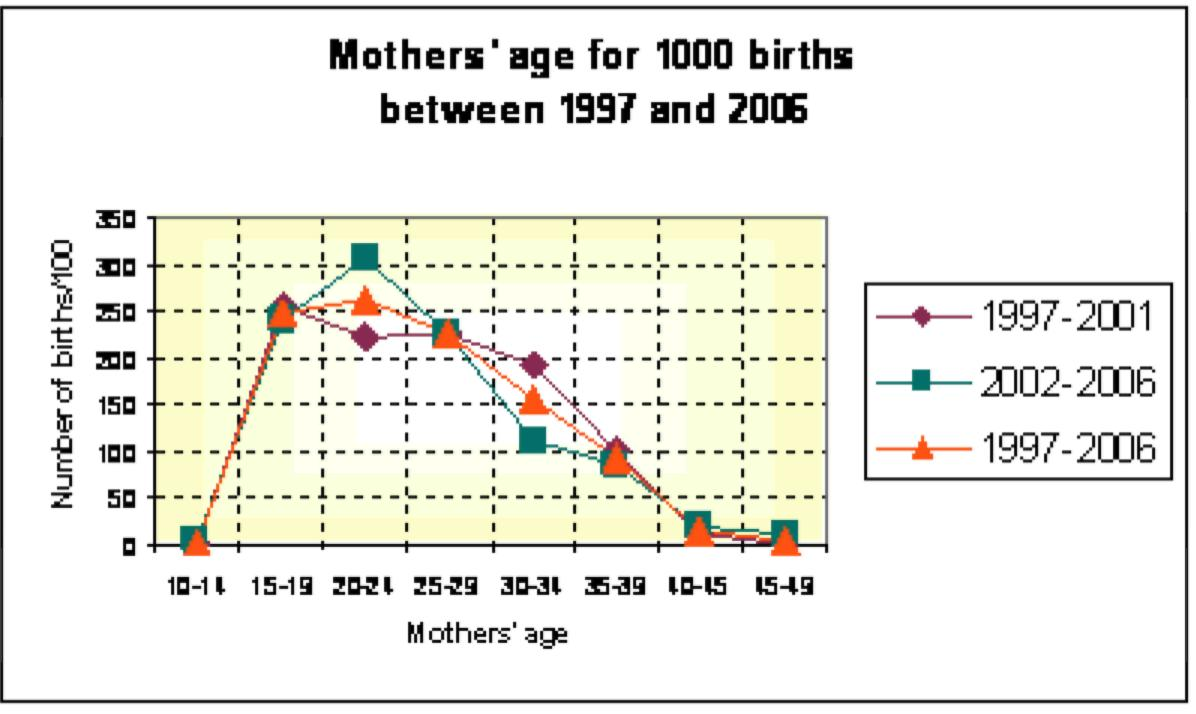 Mothers' age for 1000 births
between 1997 and 2006
350
300
250
200
150
100
50
0
Number of births/100
10-14 15-19 20-24 25-29 30-34 35-39 40-45 45-49
Mothers' age
1997-2001
2002-2006
1997-2006